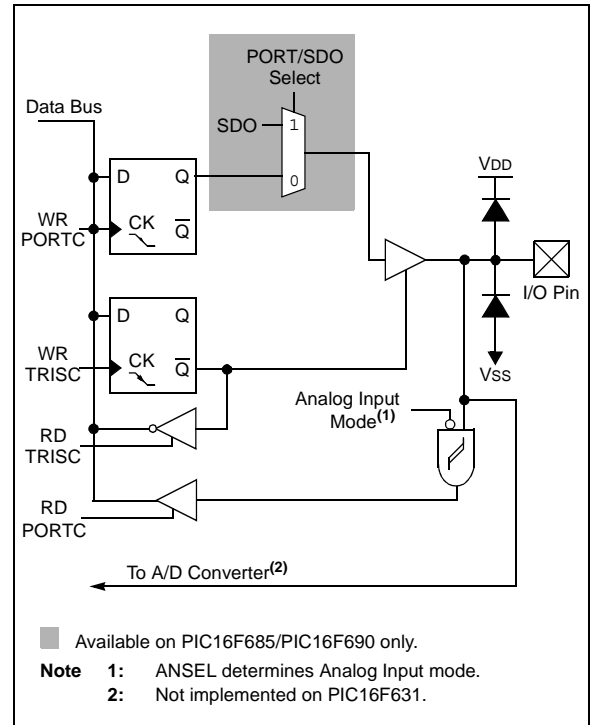 PORT/SDO
Select
Data Bus
SDO
1
0
VDD
D Q
CK Q
WR
PORTC
I/O Pin
D Q
CK Q
WR
TRISC
VSS
Analog Input
Mode(1)
RD
TRISC
RD
PORTC
To A/D Converter(2)
Available on PIC16F685/PIC16F690 only.
Note 1: ANSEL determines Analog Input mode.
2: Not implemented on PIC16F631.